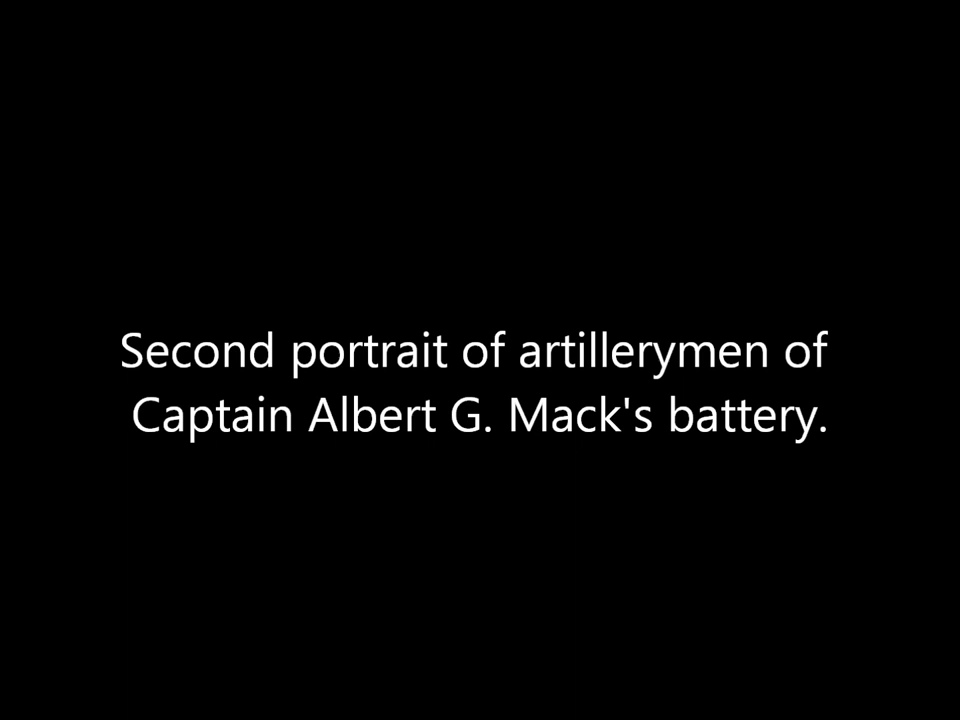 Second portrait of artillerymen of
Captain Albert G. Mack's battery.